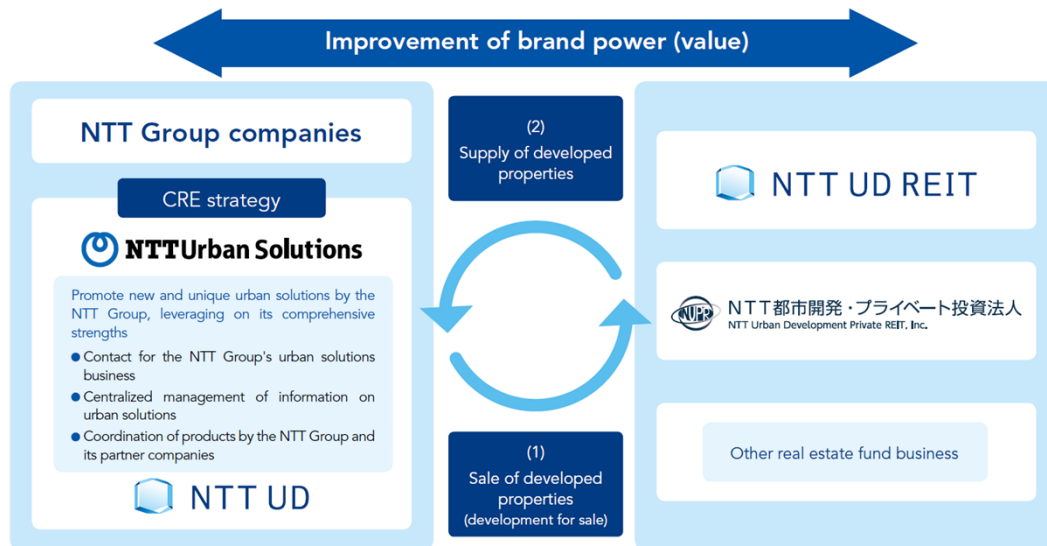 Improvement of brand power (value)
NTT Group companies
CRE strategy
NTT Urban Solutions
Promote new and unique urban solutions by the
NTT Group, leveraging on its comprehensive
strengths
Contact for the NTT Group's urban solutions
business
Centralized management of information on
urban solutions
Coordination of products by the NTT Group and
its partner companies
NTT UD
(2)
Supply of developed
properties
(1)
Sale of developed
properties
(development for sale)
NTT UD REIT
NUPR
NTT都市開発・プライベート投資法人
NTT Urban Development Private REIT, Inc.
Other real estate fund business